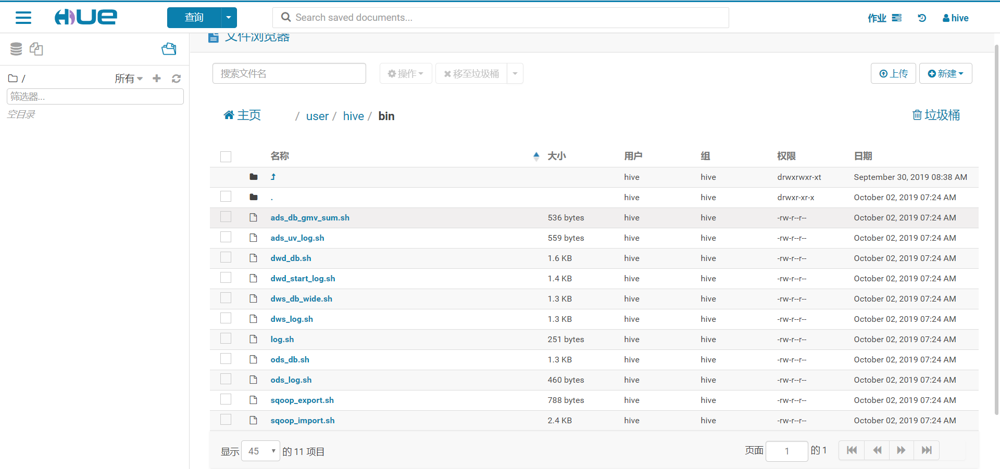 HUE 查询 Search saved documents... 作业 hive
文件浏览器
/ 所有
筛选器...
空目录
搜索文件名 操作 移至垃圾桶 上传 新建
主页 / user / hive / bin 垃圾桶
名称 大小 用户 组 权限 日期
hive hive drwxrwxr-xt September 30, 2019 08:38 AM
. hive hive drwxr-xr-x October 02, 2019 07:24 AM
ads_db_gmv_sum.sh 536 bytes hive hive -rw-r--r-- October 02, 2019 07:24 AM
ads_uv_log.sh 559 bytes hive hive -rw-r--r-- October 02, 2019 07:24 AM
dwd_db.sh 1.6 KB hive hive -rw-r--r-- October 02, 2019 07:24 AM
dwd_start_log.sh 1.4 KB hive hive -rw-r--r-- October 02, 2019 07:24 AM
dws_db_wide.sh 1.3 KB hive hive -rw-r--r-- October 02, 2019 07:24 AM
dws_log.sh 1.3 KB hive hive -rw-r--r-- October 02, 2019 07:24 AM
log.sh 251 bytes hive hive -rw-r--r-- October 02, 2019 07:24 AM
ods_db.sh 1.3 KB hive hive -rw-r--r-- October 02, 2019 07:24 AM
ods_log.sh 460 bytes hive hive -rw-r--r-- October 02, 2019 07:24 AM
sqoop_export.sh 788 bytes hive hive -rw-r--r-- October 02, 2019 07:24 AM
sqoop_import.sh 2.4 KB hive hive -rw-r--r-- October 02, 2019 07:24 AM
显示 45 的 11 项目 页面 1 的 1